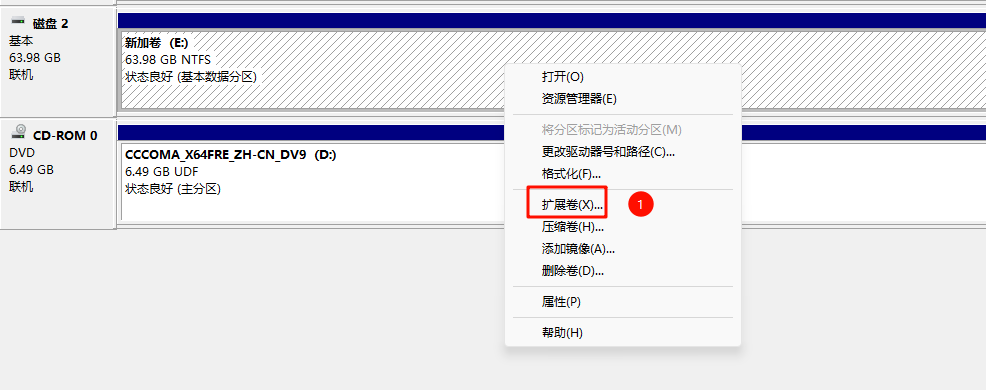 磁盘 2
基本
63.98 GB
联机
新加卷 (E:)
63.98 GB NTFS
状态良好 (基本数据分区)
CD-ROM 0
DVD
6.49 GB
联机
CCCOMA_X64FRE_ZH-CN_DV9 (D:)
6.49 GB UDF
状态良好 (主分区)
打开(O)
资源管理器(E)
将分区标记为活动分区(M)
更改驱动器号和路径(C)...
格式化(F)...
扩展卷(X)...
1
压缩卷(H)...
添加镜像(A)...
删除卷(D)...
属性(P)
帮助(H)